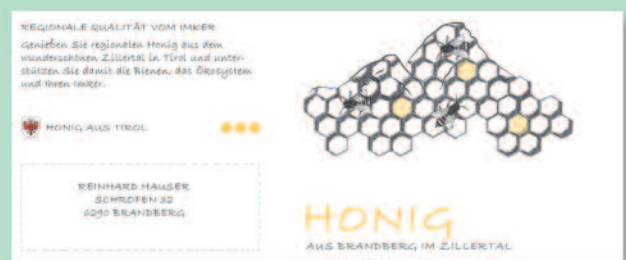 REGIONALE QUALITÄT VOM IMKER
Genießen Sie regionalen Honig aus dem
wunderschönen Zillertal in Tirol und unter-
stützen Sie damit die Bienen, das Ökosystem
und Ihren Imker.
HONIG AUS TIROL
REINHARD HAUSER
SCHROFEN 32
6290 BRANDBERG
HONIG
AUS BRANDBERG IM ZILLERTAL